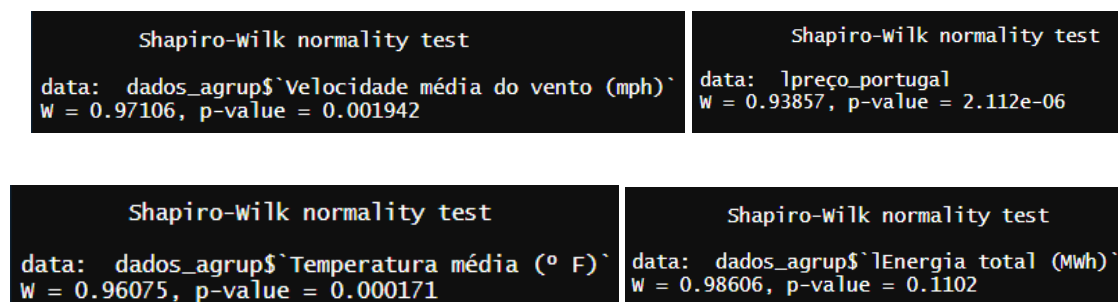 Shapiro-Wilk normality test
data:  dados_agrup$`Velocidade média do vento (mph)`
W = 0.97106, p-value = 0.001942
Shapiro-Wilk normality test
data:  lpreço_portugal
W = 0.93857, p-value = 2.112e-06
Shapiro-Wilk normality test
data:  dados_agrup$`Temperatura média (º F)`
W = 0.96075, p-value = 0.000171
Shapiro-Wilk normality test
data:  dados_agrup$`lEnergia total (MWh)`
W = 0.98606, p-value = 0.1102